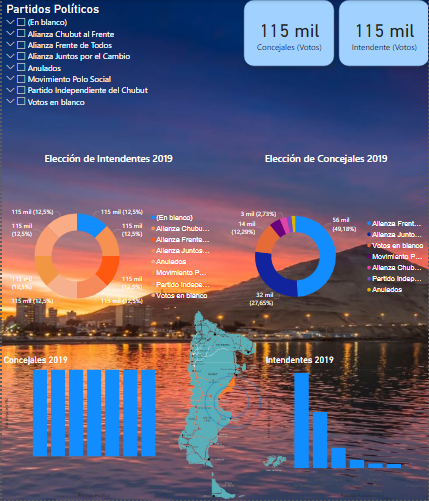 Partidos Políticos
(En blanco)
Alianza Chubut al Frente
Alianza Frente de Todos
Alianza Juntos por el Cambio
Anulados
Movimiento Polo Social
Partido Independiente del Chubut
Votos en blanco
115 mil
Concejales (Votos)
115 mil
Intendente (Votos)
Elección de Intendentes 2019
115 mil (12,5%)
115 mil (12,5%)
115 mil
(12,5%)
115 mil
(12,5%)
115 mil
(12,5%)
115 mil (12,5%)
115 mil (12,5%)
(En blanco)
Alianza Chubu...
Alianza Frente...
Alianza Juntos...
Anulados
Movimiento P...
Partido Indepe...
Votos en blanco
Elección de Concejales 2019
3 mil (2,73%)
14 mil
(12,29%)
56 mil
(49,18%)
32 mil
(27,65%)
Alianza Frent...
Alianza Junto...
Votos en blanco
Movimiento P...
Alianza Chub...
Partido Indep...
Anulados
Concejales 2019
Intendentes 2019